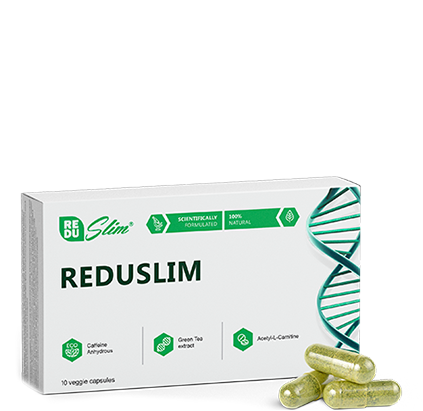 RE
DU
Slim®
SCIENTIFICALLY
FORMULATED
100%
NATURAL
REDUSLIM
ECO
Caffeine
Anhydrous
Green Tea
extract
Acetyl-L-Carnitine
10 veggie capsules